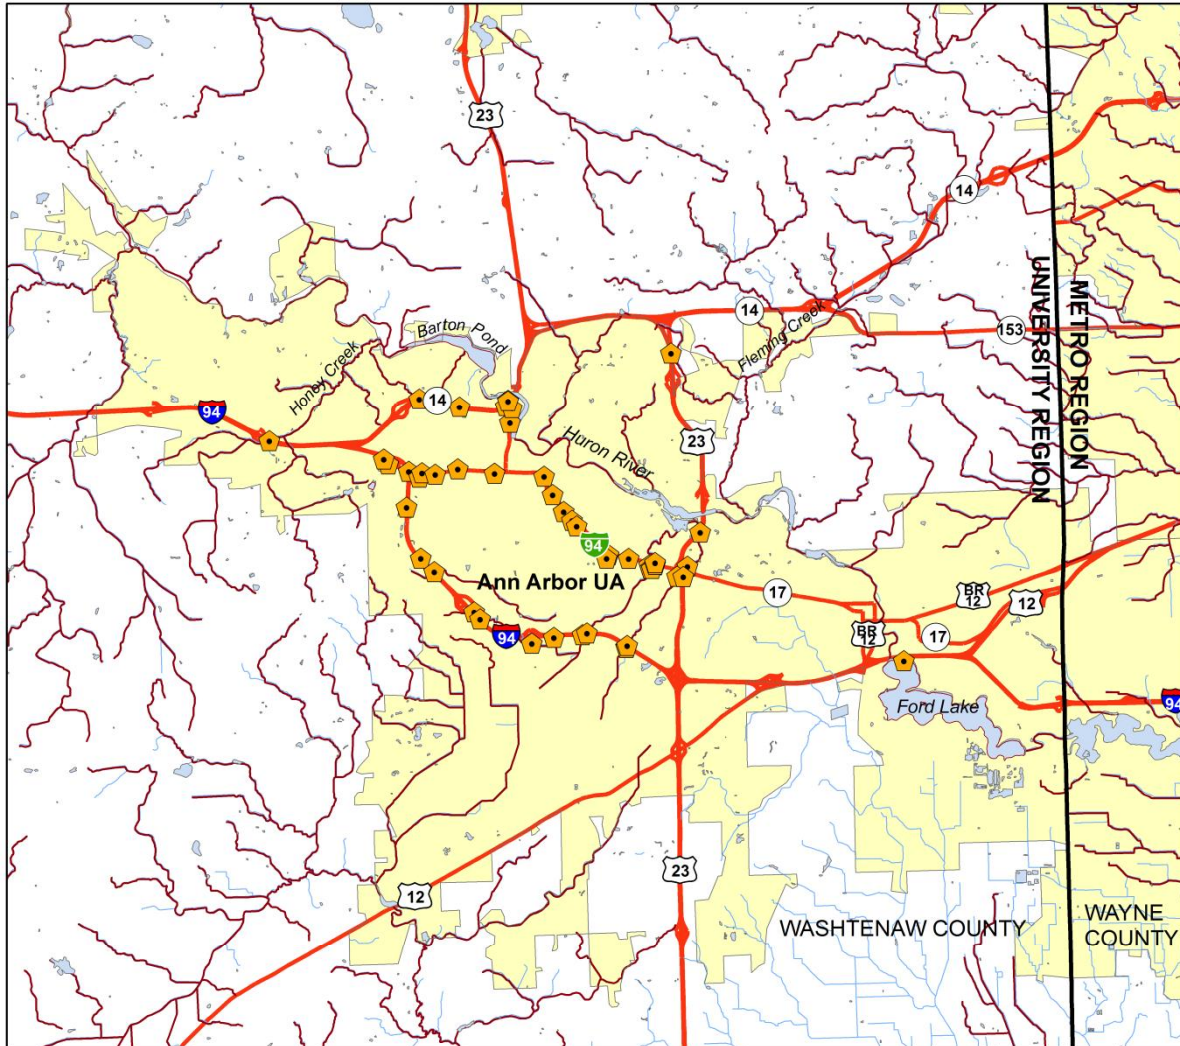 23
14
METRO REGION
UNIVERSITY REGION
14
153
Fleming Creek
Barton Pond
Honey Creek
14
94
23
Huron River
94
Ann Arbor UA
17
BR
12
12
BR
12
17
94
Ford Lake
94
23
12
WASHTENAW COUNTY
WAYNE
COUNTY